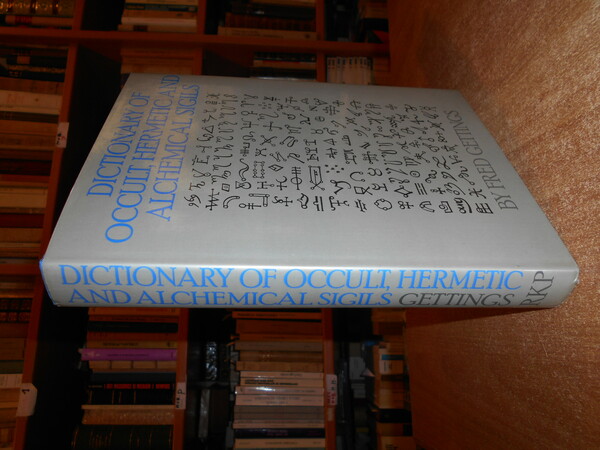 DICTIONARY OF
OCCULT, HERMETIC AND
ALCHEMICAL SIGILS
BY FRED GETTINGS
DICTIONARY OF OCCULT, HERMETIC
AND ALCHEMICAL SIGILS GETTINGS
RKP